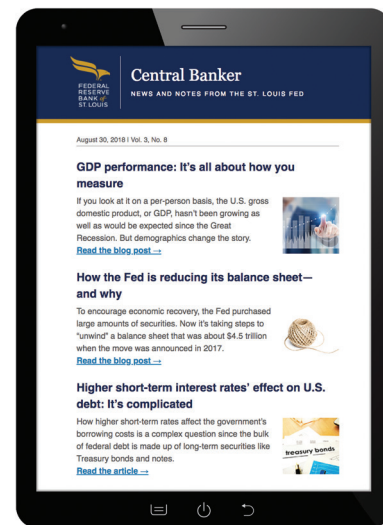 FEDERAL
RESERVE
BANK of
ST. LOUIS
Central Banker
NEWS AND NOTES FROM THE ST. LOUIS FED
August 30, 2018 | Vol. 3, No. 8
GDP performance: It's all about how you
measure
If you look at it on a per-person basis, the U.S. gross
domestic product, or GDP, hasn't been growing as
well as would be expected since the Great
Recession. But demographics change the story.
Read the blog post →
How the Fed is reducing its balance sheet—
and why
To encourage economic recovery, the Fed purchased
large amounts of securities. Now it's taking steps to
"unwind" a balance sheet that was about $4.5 trillion
when the move was announced in 2017.
Read the blog post →
Higher short-term interest rates' effect on U.S.
debt: It's complicated
How higher short-term rates affect the government's
borrowing costs is a complex question since the bulk
of federal debt is made up of long-term securities like
Treasury bonds and notes.
Read the article →
treasury bonds